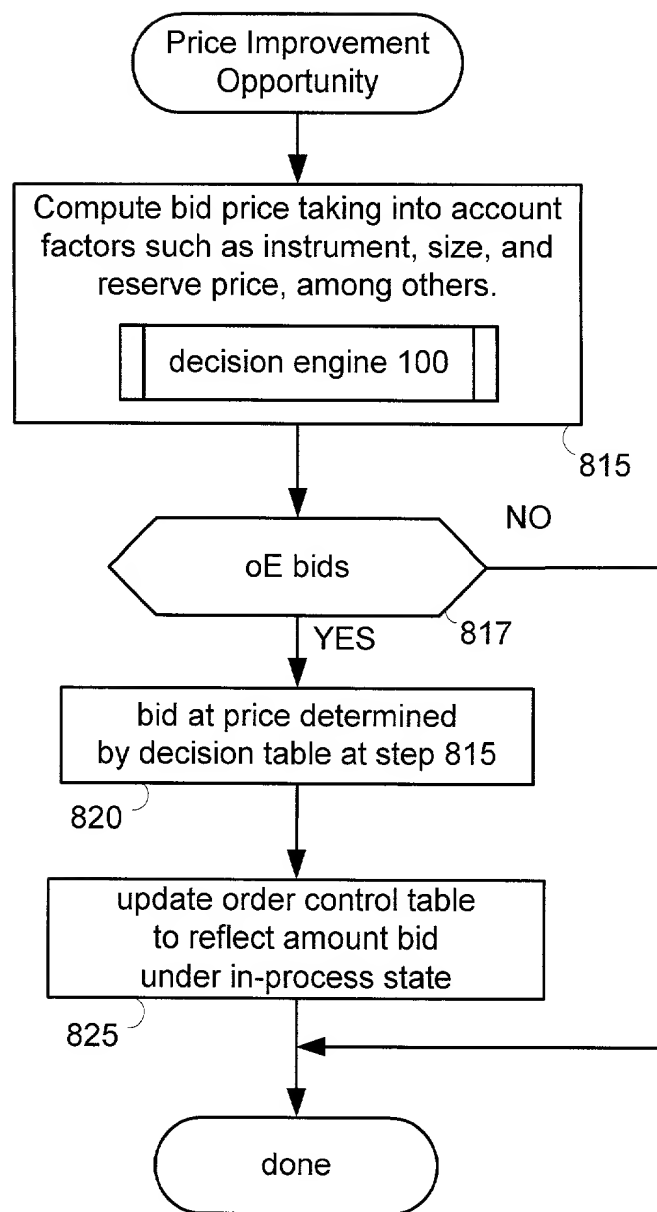 Price Improvement
Opportunity
Compute bid price taking into account
factors such as instrument, size, and
reserve price, among others.
decision engine 100
815
NO
oE bids
817
YES
bid at price determined
by decision table at step 815
820
update order control table
to reflect amount bid
under in-process state
825
done